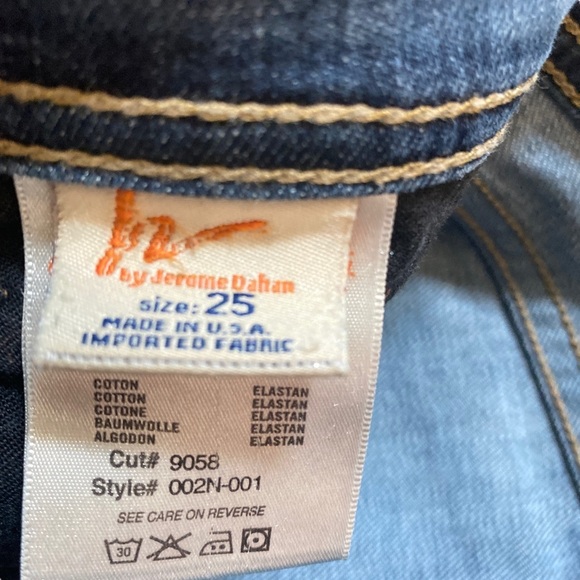 by Jerome Dahan
size: 25
MADE IN U.S.A.
IMPORTED FABRIC
COTON ELASTAN
COTTON ELASTAN
COTONE ELASTAN
BAUMWOLLE ELASTAN
ALGODON ELASTAN
Cut# 9058
Style# 002N-001
SEE CARE ON REVERSE
30